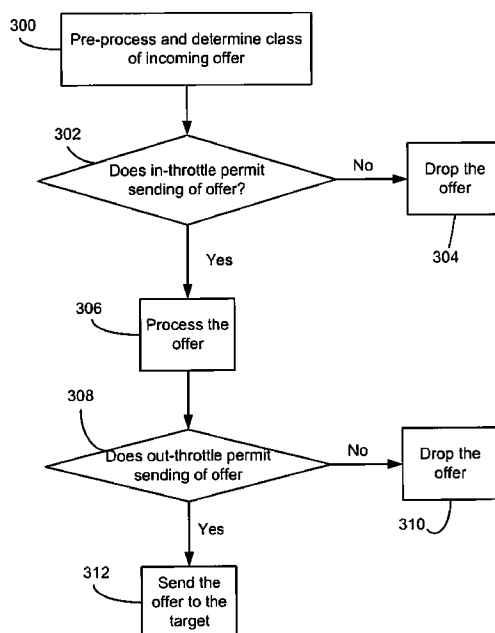 300
Pre-process and determine class
of incoming offer
302
Does in-throttle permit
sending of offer?
No
Drop the
offer
304
Yes
306
Process the
offer
308
Does out-throttle permit
sending of offer
No
Drop the
offer
310
Yes
312
Send the
offer to the
target